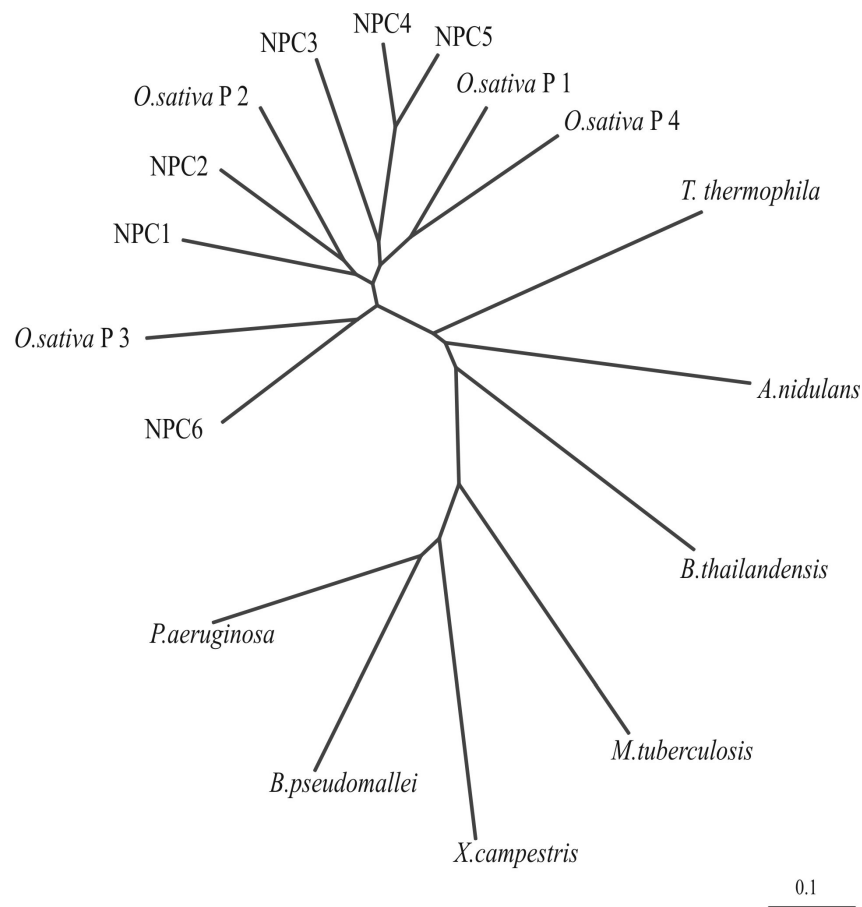 NPC4
NPC3
NPC5
O.sativa P 1
O.sativa P 2
O.sativa P 4
NPC2
T. thermophila
NPC1
O.sativa P 3
A.nidulans
NPC6
B.thailandensis
P.aeruginosa
M.tuberculosis
B.pseudomallei
X.campestris
0.1